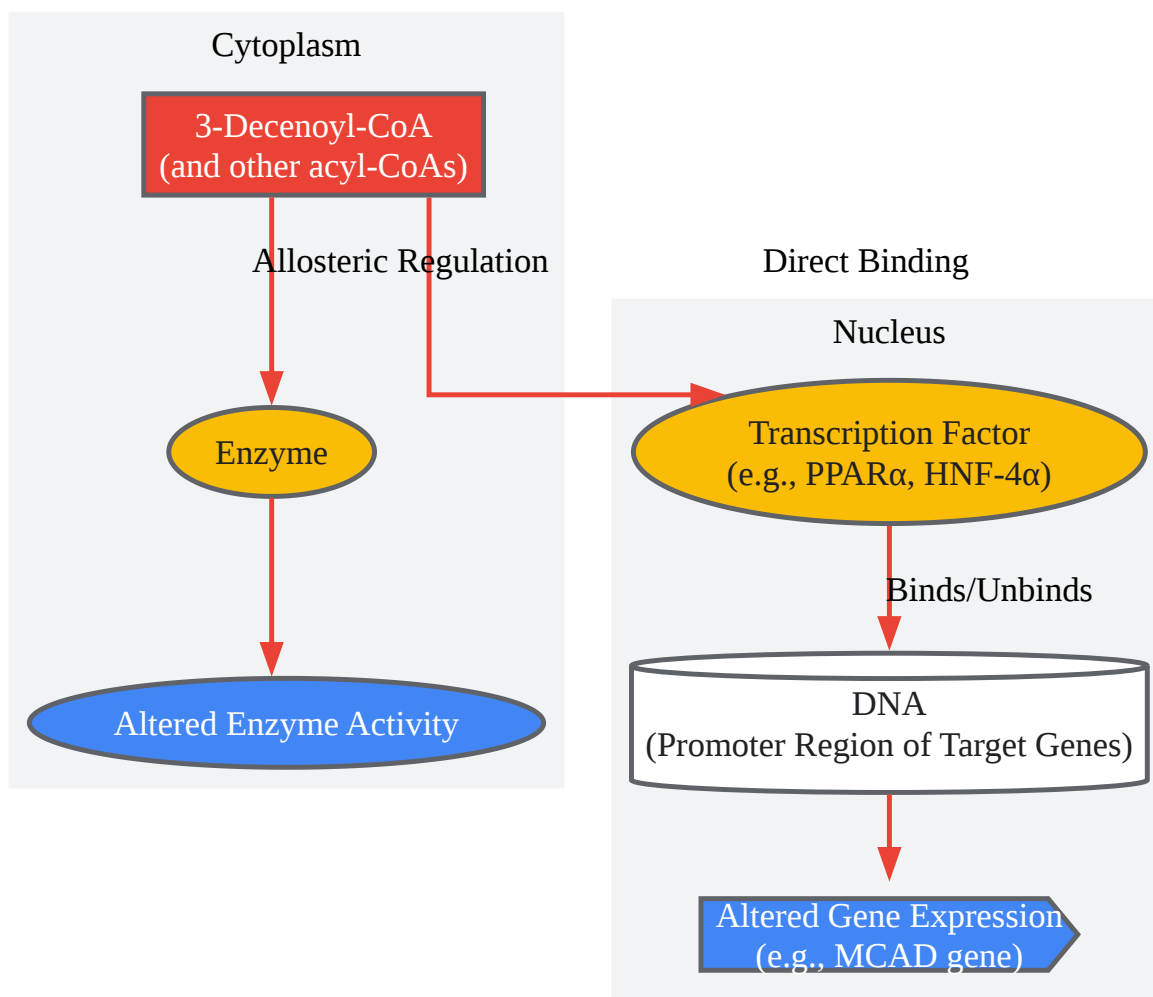 Cytoplasm
3-Decenoyl-CoA
(and other acyl-CoAs)
Allosteric Regulation
Direct Binding
Nucleus
Enzyme
Transcription Factor
(e.g., PPARα, HNF-4α)
Binds/Unbinds
Altered Enzyme Activity
DNA
(Promoter Region of Target Genes)
Altered Gene Expression
(e.g., MCAD gene)